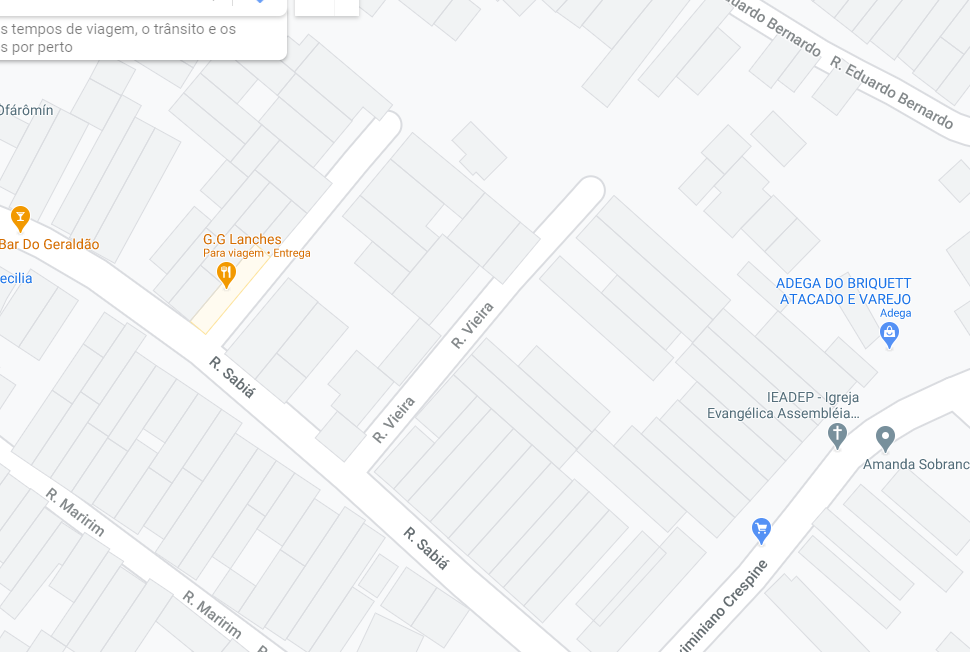 s tempos de viagem, o trânsito e os
s por perto
Eduardo Bernardo
R. Eduardo Bernardo
Ofárômín
G.G Lanches
Para viagem • Entrega
Bar Do Geraldão
ecilia
ADEGA DO BRIQUETT
ATACADO E VAREJO
Adega
R. Vieira
R. Sabiá
IEADEP - Igreja
Evangélica Assembléia...
R. Vieira
Amanda Sobranc
R. Maririm
R. Sabiá
R. Maririm
iminiano Crespine
R